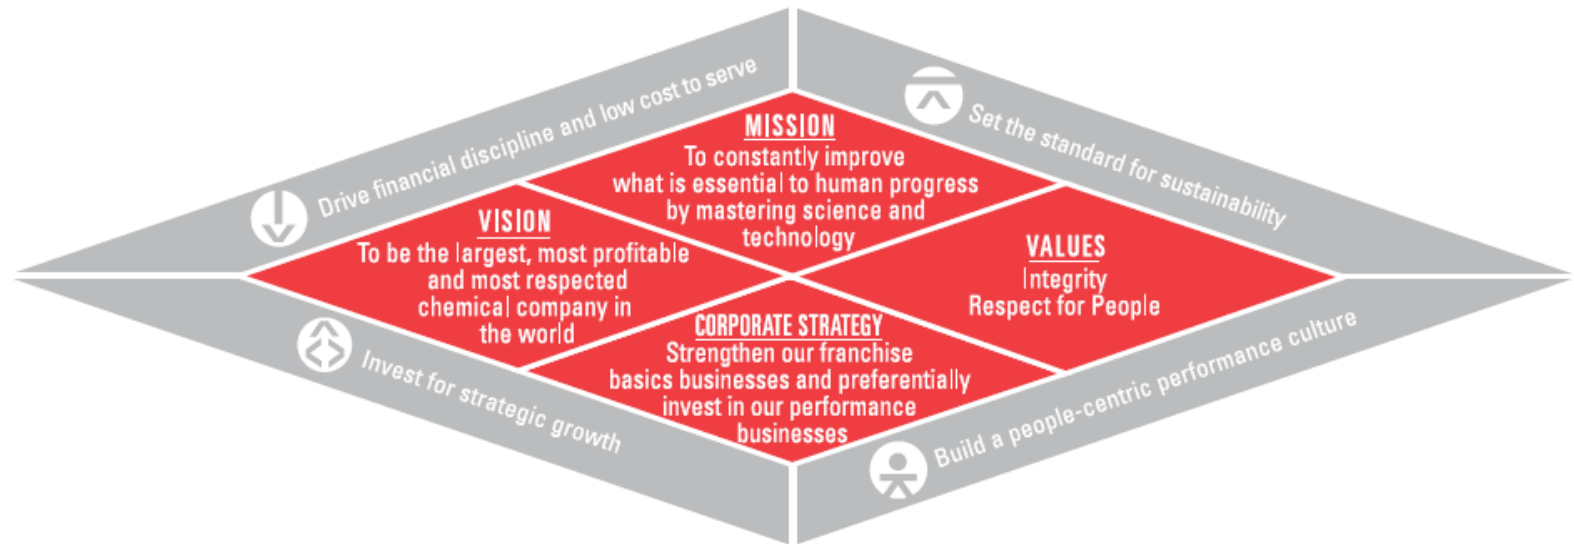 Drive financial discipline and low cost to serve
Set the standard for sustainability
MISSION
To constantly improve
what is essential to human progress
by mastering science and
technology
VISION
To be the largest, most profitable
and most respected
chemical company in
the world
VALUES
Integrity
Respect for People
CORPORATE STRATEGY
Strengthen our franchise
basics businesses and preferentially
invest in our performance
businesses
Invest for strategic growth
Build a people-centric performance culture